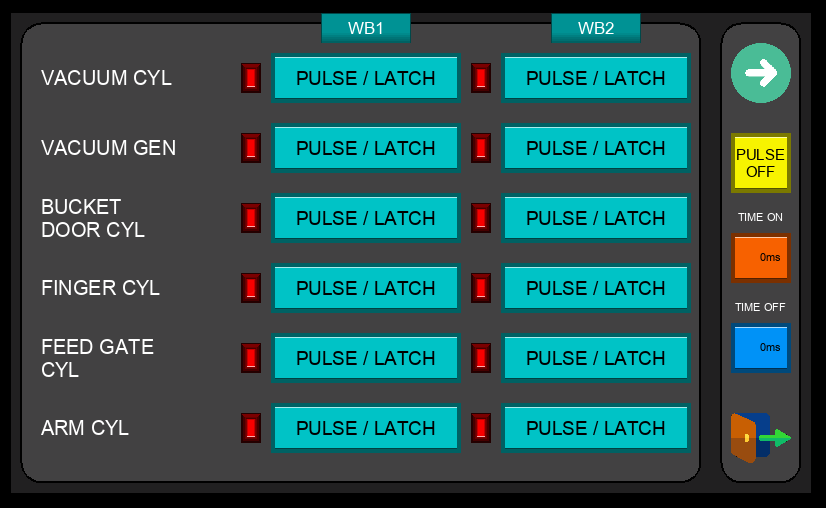 WB1 WB2
VACUUM CYL PULSE / LATCH PULSE / LATCH
VACUUM GEN PULSE / LATCH PULSE / LATCH
BUCKET
DOOR CYL PULSE / LATCH PULSE / LATCH
FINGER CYL PULSE / LATCH PULSE / LATCH
FEED GATE
CYL PULSE / LATCH PULSE / LATCH
ARM CYL PULSE / LATCH PULSE / LATCH
PULSE
OFF
TIME ON
0ms
TIME OFF
0ms